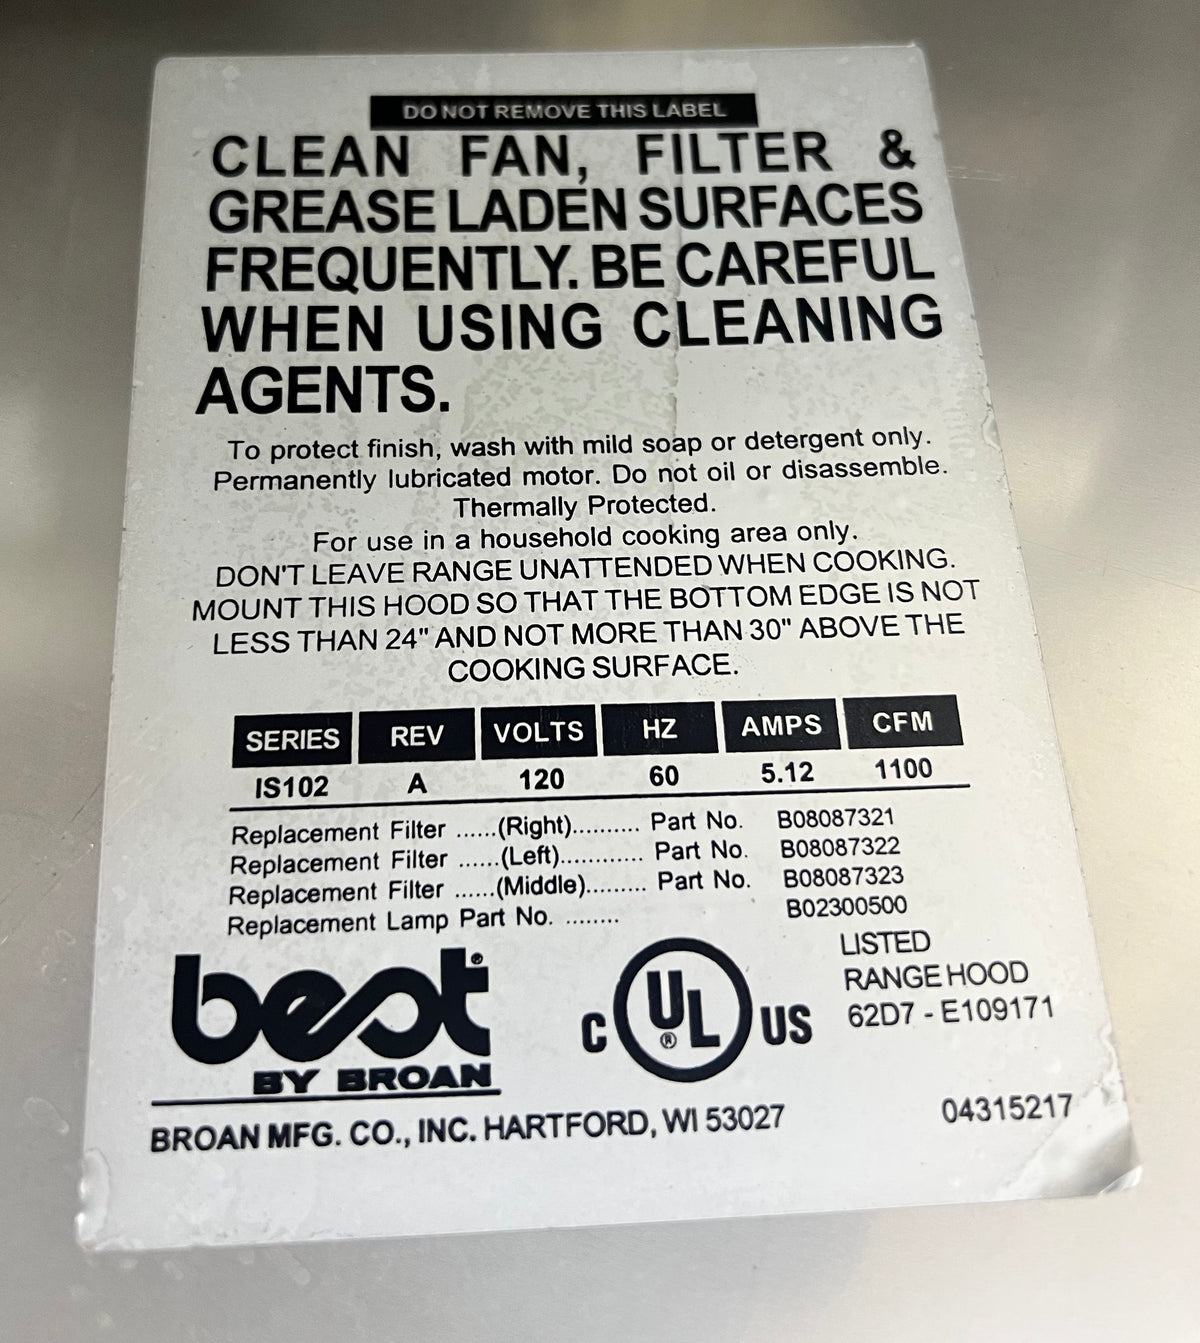 DO NOT REMOVE THIS LABEL
CLEAN FAN, FILTER &
GREASE LADEN SURFACES
FREQUENTLY. BE CAREFUL
WHEN USING CLEANING
AGENTS.
To protect finish, wash with mild soap or detergent only.
Permanently lubricated motor. Do not oil or disassemble.
Thermally Protected.
For use in a household cooking area only.
DON'T LEAVE RANGE UNATTENDED WHEN COOKING.
MOUNT THIS HOOD SO THAT THE BOTTOM EDGE IS NOT
LESS THAN 24" AND NOT MORE THAN 30" ABOVE THE
COOKING SURFACE.
SERIES REV VOLTS HZ AMPS CFM
IS102 A 120 60 5.12 1100
Replacement Filter ......(Right).......... Part No. B08087321
Replacement Filter ......(Left)............ Part No. B08087322
Replacement Filter ......(Middle)......... Part No. B08087323
Replacement Lamp Part No. ........ B02300500
best®
BY BROAN
C UL® US
LISTED
RANGE HOOD
62D7 - E109171
BROAN MFG. CO., INC. HARTFORD, WI 53027
04315217